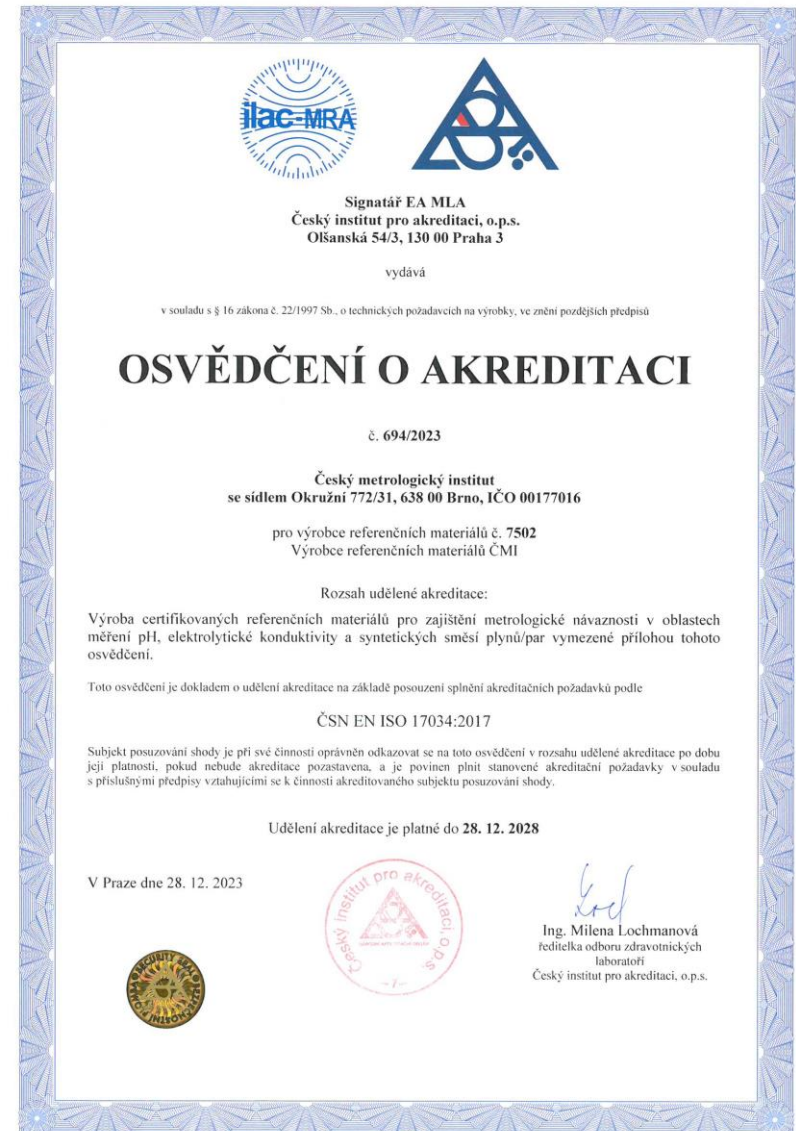 ilac-MRA
Signatář EA MLA
Český institut pro akreditaci, o.p.s.
Olšanská 54/3, 130 00 Praha 3
vydává
v souladu s § 16 zákona č. 22/1997 Sb., o technických požadavcích na výrobky, ve znění pozdějších předpisů
OSVĚDČENÍ O AKREDITACI
č. 694/2023
Český metrologický institut
se sídlem Okružní 772/31, 638 00 Brno, IČO 00177016
pro výrobce referenčních materiálů č. 7502
Výrobce referenčních materiálů ČMI
Rozsah udělené akreditace:
Výroba certifikovaných referenčních materiálů pro zajištění metrologické návaznosti v oblastech
měření pH, elektrolytické konduktivity a syntetických směsí plynů/par vymezené přílohou tohoto
osvědčení.
Toto osvědčení je dokladem o udělení akreditace na základě posouzení splnění akreditačních požadavků podle
ČSN EN ISO 17034:2017
Subjekt posuzování shody je při své činnosti oprávněn odkazovat se na toto osvědčení v rozsahu udělené akreditace po dobu
její platnosti, pokud nebude akreditace pozastavena, a je povinen plnit stanovené akreditační požadavky v souladu
s příslušnými předpisy vztahujícími se k činnosti akreditovaného subjektu posuzování shody.
Udělení akreditace je platné do 28. 12. 2028
V Praze dne 28. 12. 2023
Český institut pro akreditaci, o.p.s.
-7-
Ing. Milena Lochmanová
ředitelka odboru zdravotnických
laboratoří
Český institut pro akreditaci, o.p.s.
SECURITY SEAL